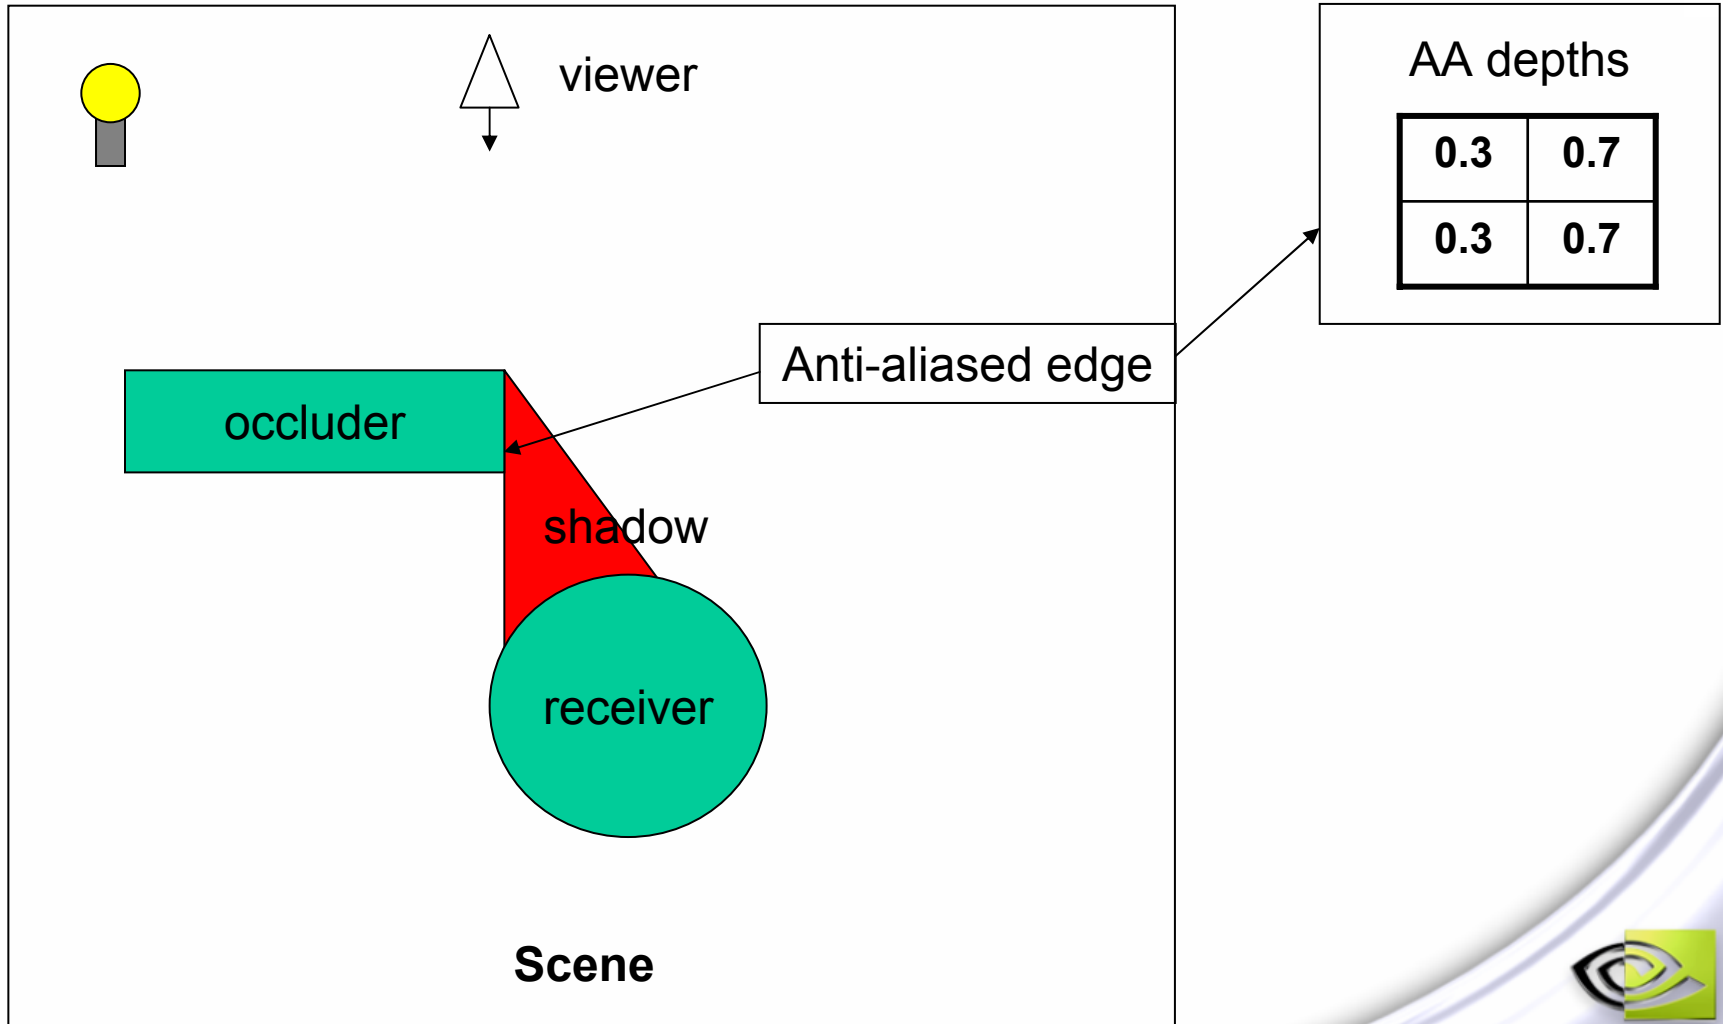 viewer
AA depths
0.3 0.7
0.3 0.7
Anti-aliased edge
occluder
shadow
receiver
Scene